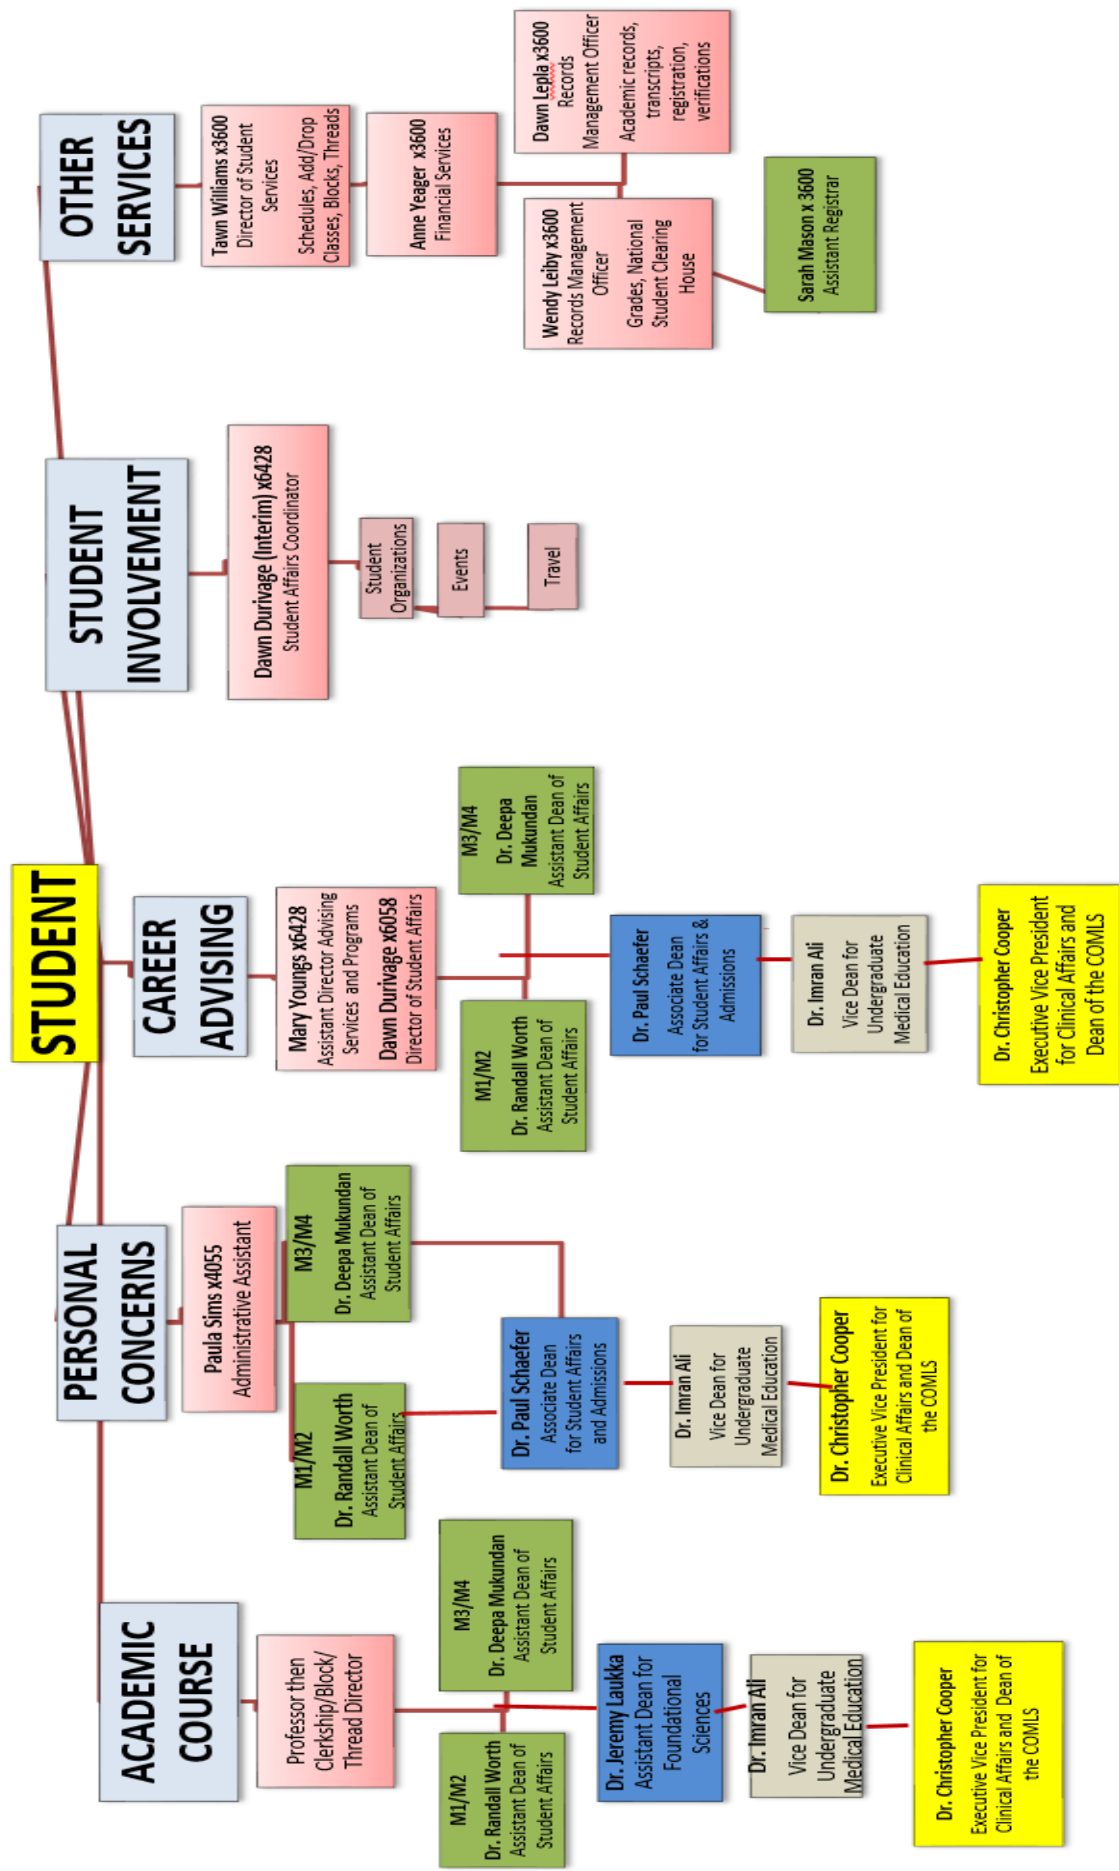 STUDENT
ACADEMIC
COURSE
Professor then
Clerkship/Block/
Thread Director
M1/M2
Dr. Randall Worth
Assistant Dean of
Student Affairs
M3/M4
Dr. Deepa Mukundan
Assistant Dean of
Student Affairs
Dr. Jeremy Laukka
Assistant Dean for
Foundational
Sciences
Dr. Imran Ali
Vice Dean for
Undergraduate
Medical Education
Dr. Christopher Cooper
Executive Vice President for
Clinical Affairs and Dean of
the COMLS
PERSONAL
CONCERNS
Paula Sims x4055
Administrative Assistant
M1/M2
Dr. Randall Worth
Assistant Dean of
Student Affairs
M3/M4
Dr. Deepa Mukundan
Assistant Dean of
Student Affairs
Dr. Paul Schaefer
Associate Dean
for Student Affairs
and Admissions
Dr. Imran Ali
Vice Dean for
Undergraduate
Medical Education
Dr. Christopher Cooper
Executive Vice President for
Clinical Affairs and Dean of
the COMLS
CAREER
ADVISING
Mary Youngs x6428
Assistant Director Advising
Services and Programs
Dawn Durivage x6058
Director of Student Affairs
M1/M2
Dr. Randall Worth
Assistant Dean of
Student Affairs
M3/M4
Dr. Deepa
Mukundan
Assistant Dean of
Student Affairs
Dr. Paul Schaefer
Associate Dean
for Student Affairs &
Admissions
Dr. Imran Ali
Vice Dean for
Undergraduate
Medical Education
Dr. Christopher Cooper
Executive Vice President
for Clinical Affairs and
Dean of the COMLS
STUDENT
INVOLVEMENT
Dawn Durivage (Interim) x6428
Student Affairs Coordinator
Student
Organizations
Events
Travel
OTHER
SERVICES
Tawn Williams x3600
Director of Student
Services
Schedules, Add/Drop
Classes, Blocks, Threads
Anne Yeager x3600
Financial Services
Wendy Leiby x3600
Records Management
Officer
Grades, National
Student Clearing
House
Dawn Lepla x3600
Records
Management Officer
Academic records,
transcripts,
registration,
verifications
Sarah Mason x 3600
Assistant Registrar